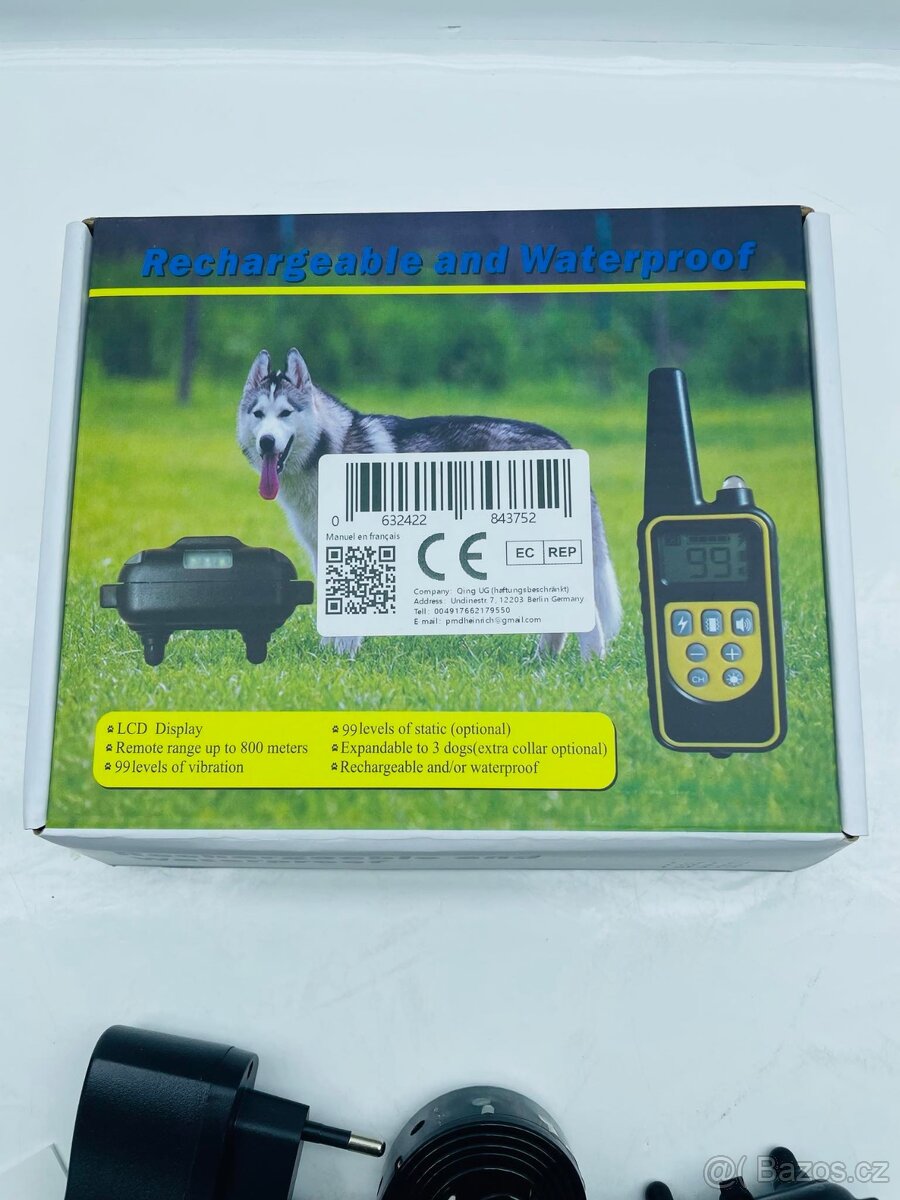 Rechargeable and Waterproof
0 632422 843752
Manuel en français
CE
EC REP
Company: Qing UG (haftungsbeschränkt)
Address: Undinestr. 7, 12203 Berlin Germany
Tell: 004917662179550
E mail: pmdheinrich@gmail.com
99
CH
LCD Display
Remote range up to 800 meters
99 levels of vibration
99 levels of static (optional)
Expandable to 3 dogs(extra collar optional)
Rechargeable and/or waterproof
@( Bazos.cz